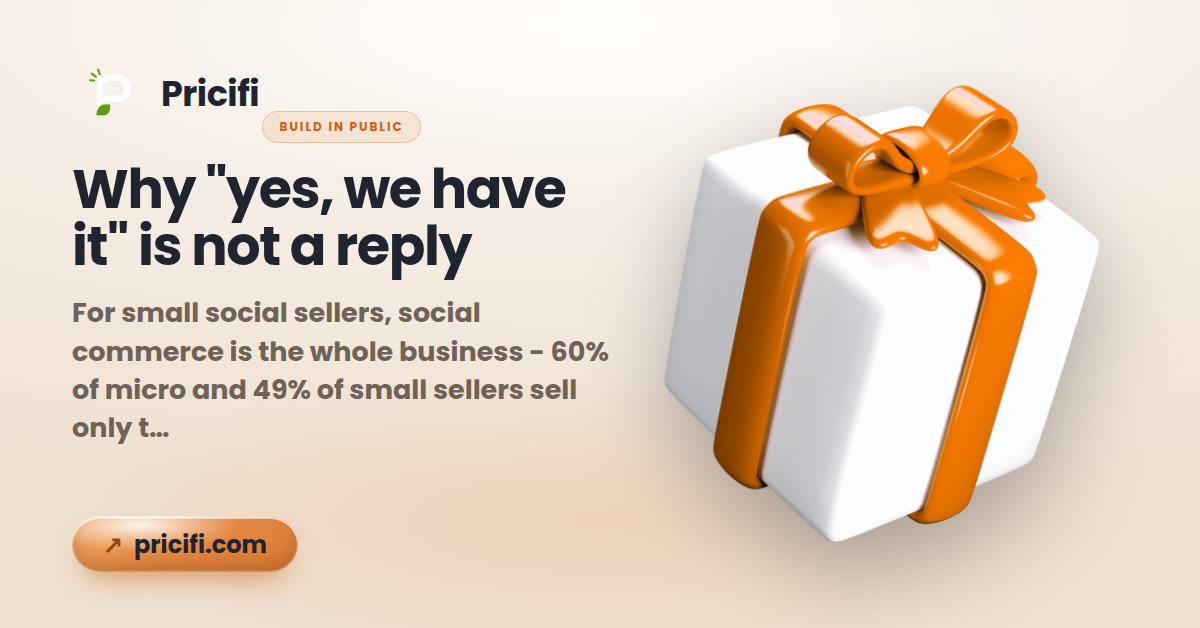 Pricifi
BUILD IN PUBLIC
Why "yes, we have
it" is not a reply
For small social sellers, social
commerce is the whole business - 60%
of micro and 49% of small sellers sell
only t...
↗ pricifi.com